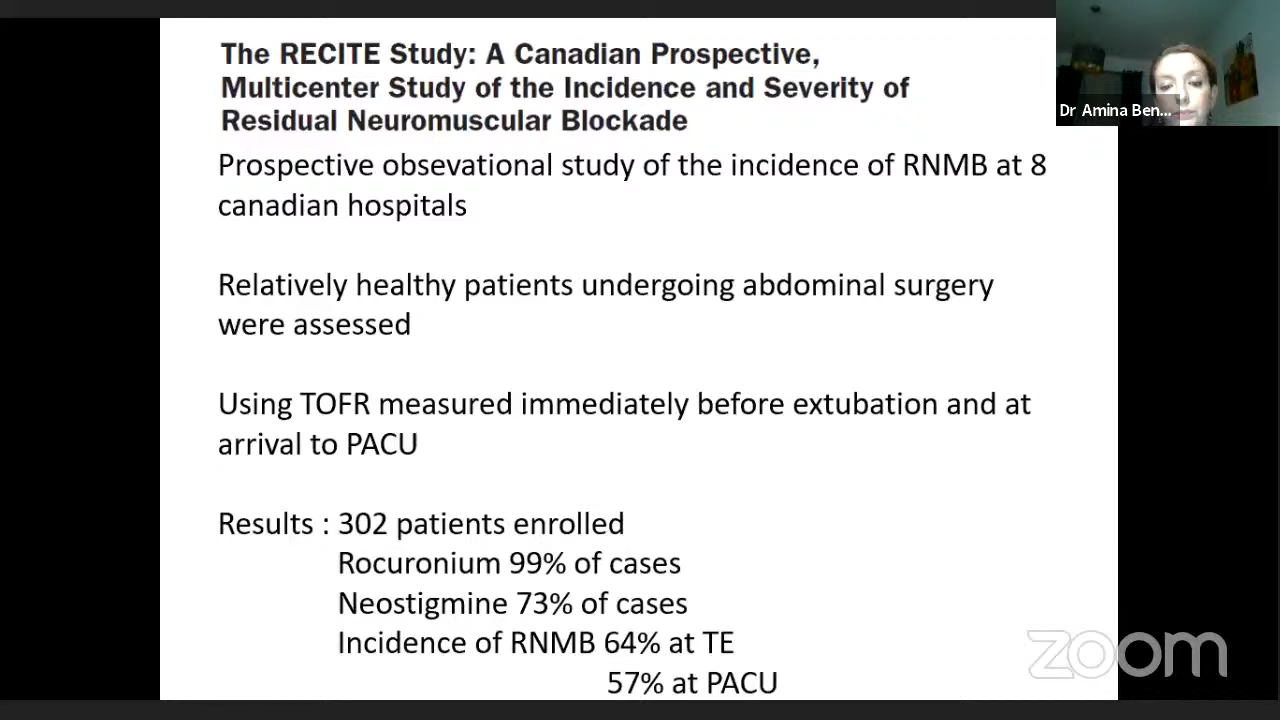 The RECITE Study: A Canadian Prospective,
Multicenter Study of the Incidence and Severity of
Residual Neuromuscular Blockade
Dr Amina Ben...
Prospective obsevational study of the incidence of RNMB at 8
canadian hospitals
Relatively healthy patients undergoing abdominal surgery
were assessed
Using TOFR measured immediately before extubation and at
arrival to PACU
Results : 302 patients enrolled
Rocuronium 99% of cases
Neostigmine 73% of cases
Incidence of RNMB 64% at TE
57% at PACU
zoom